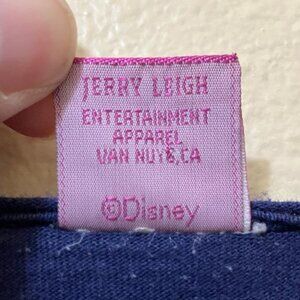 JERRY LEIGH
ENTERTAINMENT
APPAREL
VAN NUYS, CA
©Disney